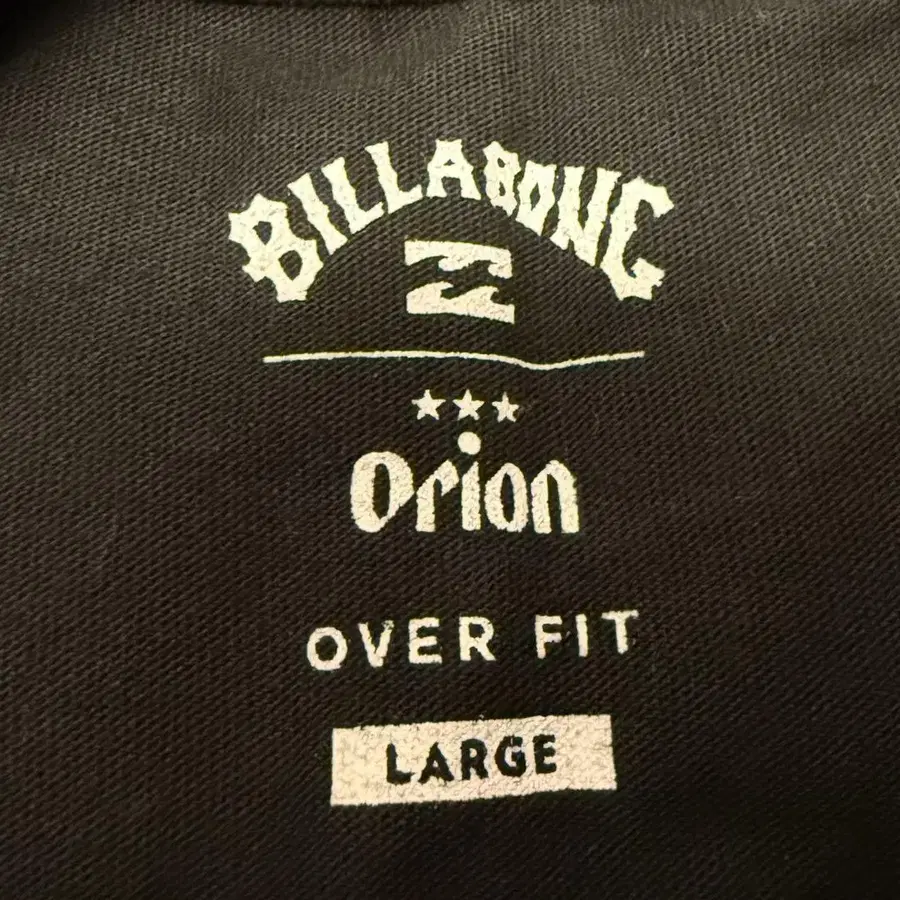 BILLABONG
Orion
OVER FIT
LARGE